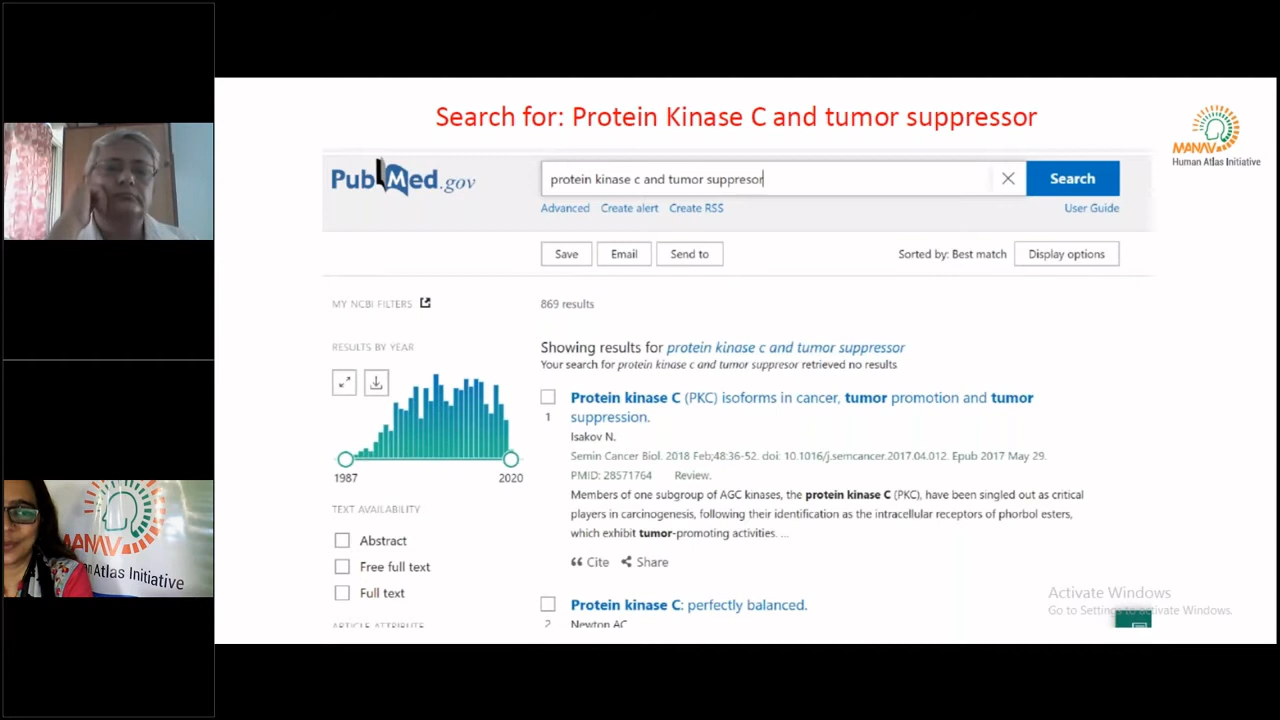 Search for: Protein Kinase C and tumor suppressor
MANAV
Human Atlas Initiative
PubMed.gov
protein kinase c and tumor suppresor
Search
Advanced Create alert Create RSS
User Guide
Save Email Send to
Sorted by: Best match Display options
MY NCBI FILTERS
869 results
RESULTS BY YEAR
Showing results for protein kinase c and tumor suppressor
Your search for protein kinase c and tumor suppresor retrieved no results
1987 2020
Protein kinase C (PKC) isoforms in cancer, tumor promotion and tumor
1
suppression.
Isakov N.
Semin Cancer Biol. 2018 Feb;48:36-52. doi: 10.1016/j.semcancer.2017.04.012. Epub 2017 May 29.
PMID: 28571764 Review.
Members of one subgroup of AGC kinases, the protein kinase C (PKC), have been singled out as critical
players in carcinogenesis, following their identification as the intracellular receptors of phorbol esters,
which exhibit tumor-promoting activities. ...
Cite Share
TEXT AVAILABILITY
Abstract
Free full text
Full text
ARTICLE ATTRIBUTE
Protein kinase C: perfectly balanced.
2
Newton AC
Activate Windows
Go to Settings to activate Windows.
MANAV
an Atlas Initiative